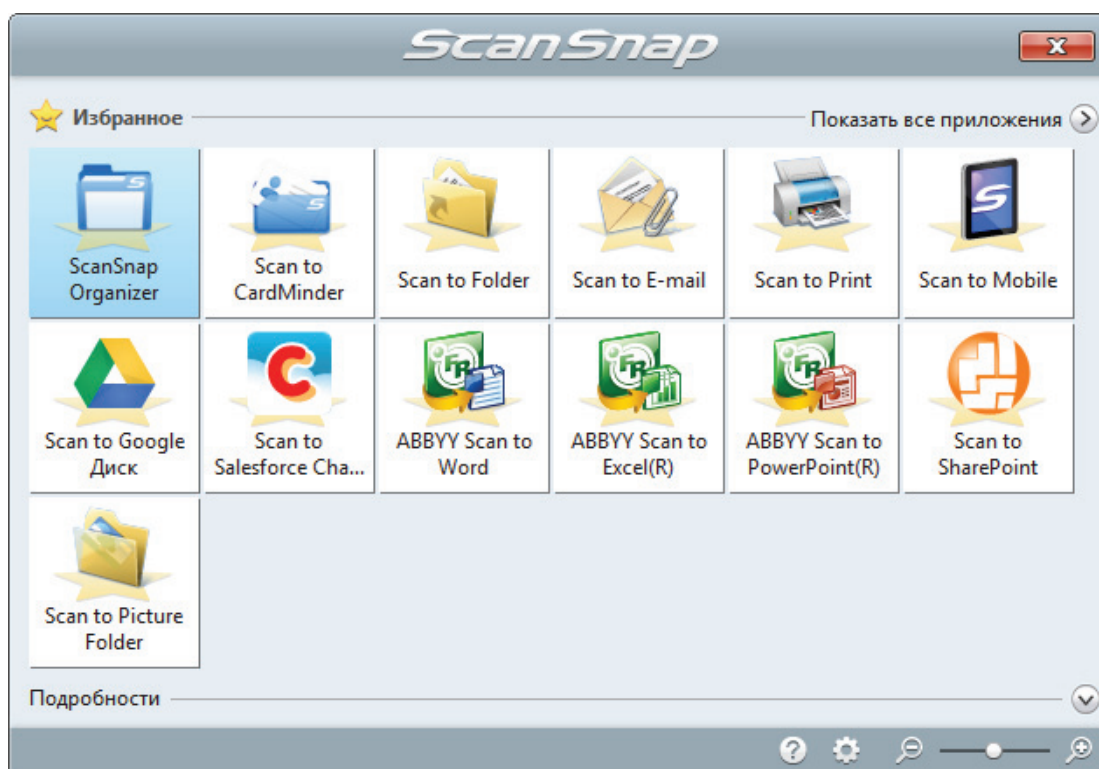 ScanSnap
Избранное
Показать все приложения
ScanSnap
Organizer
Scan to
CardMinder
Scan to Folder
Scan to E-mail
Scan to Print
Scan to Mobile
Scan to Google
Диск
Scan to
Salesforce Cha...
ABBYY Scan to
Word
ABBYY Scan to
Excel(R)
ABBYY Scan to
PowerPoint(R)
Scan to
SharePoint
Scan to Picture
Folder
Подробности